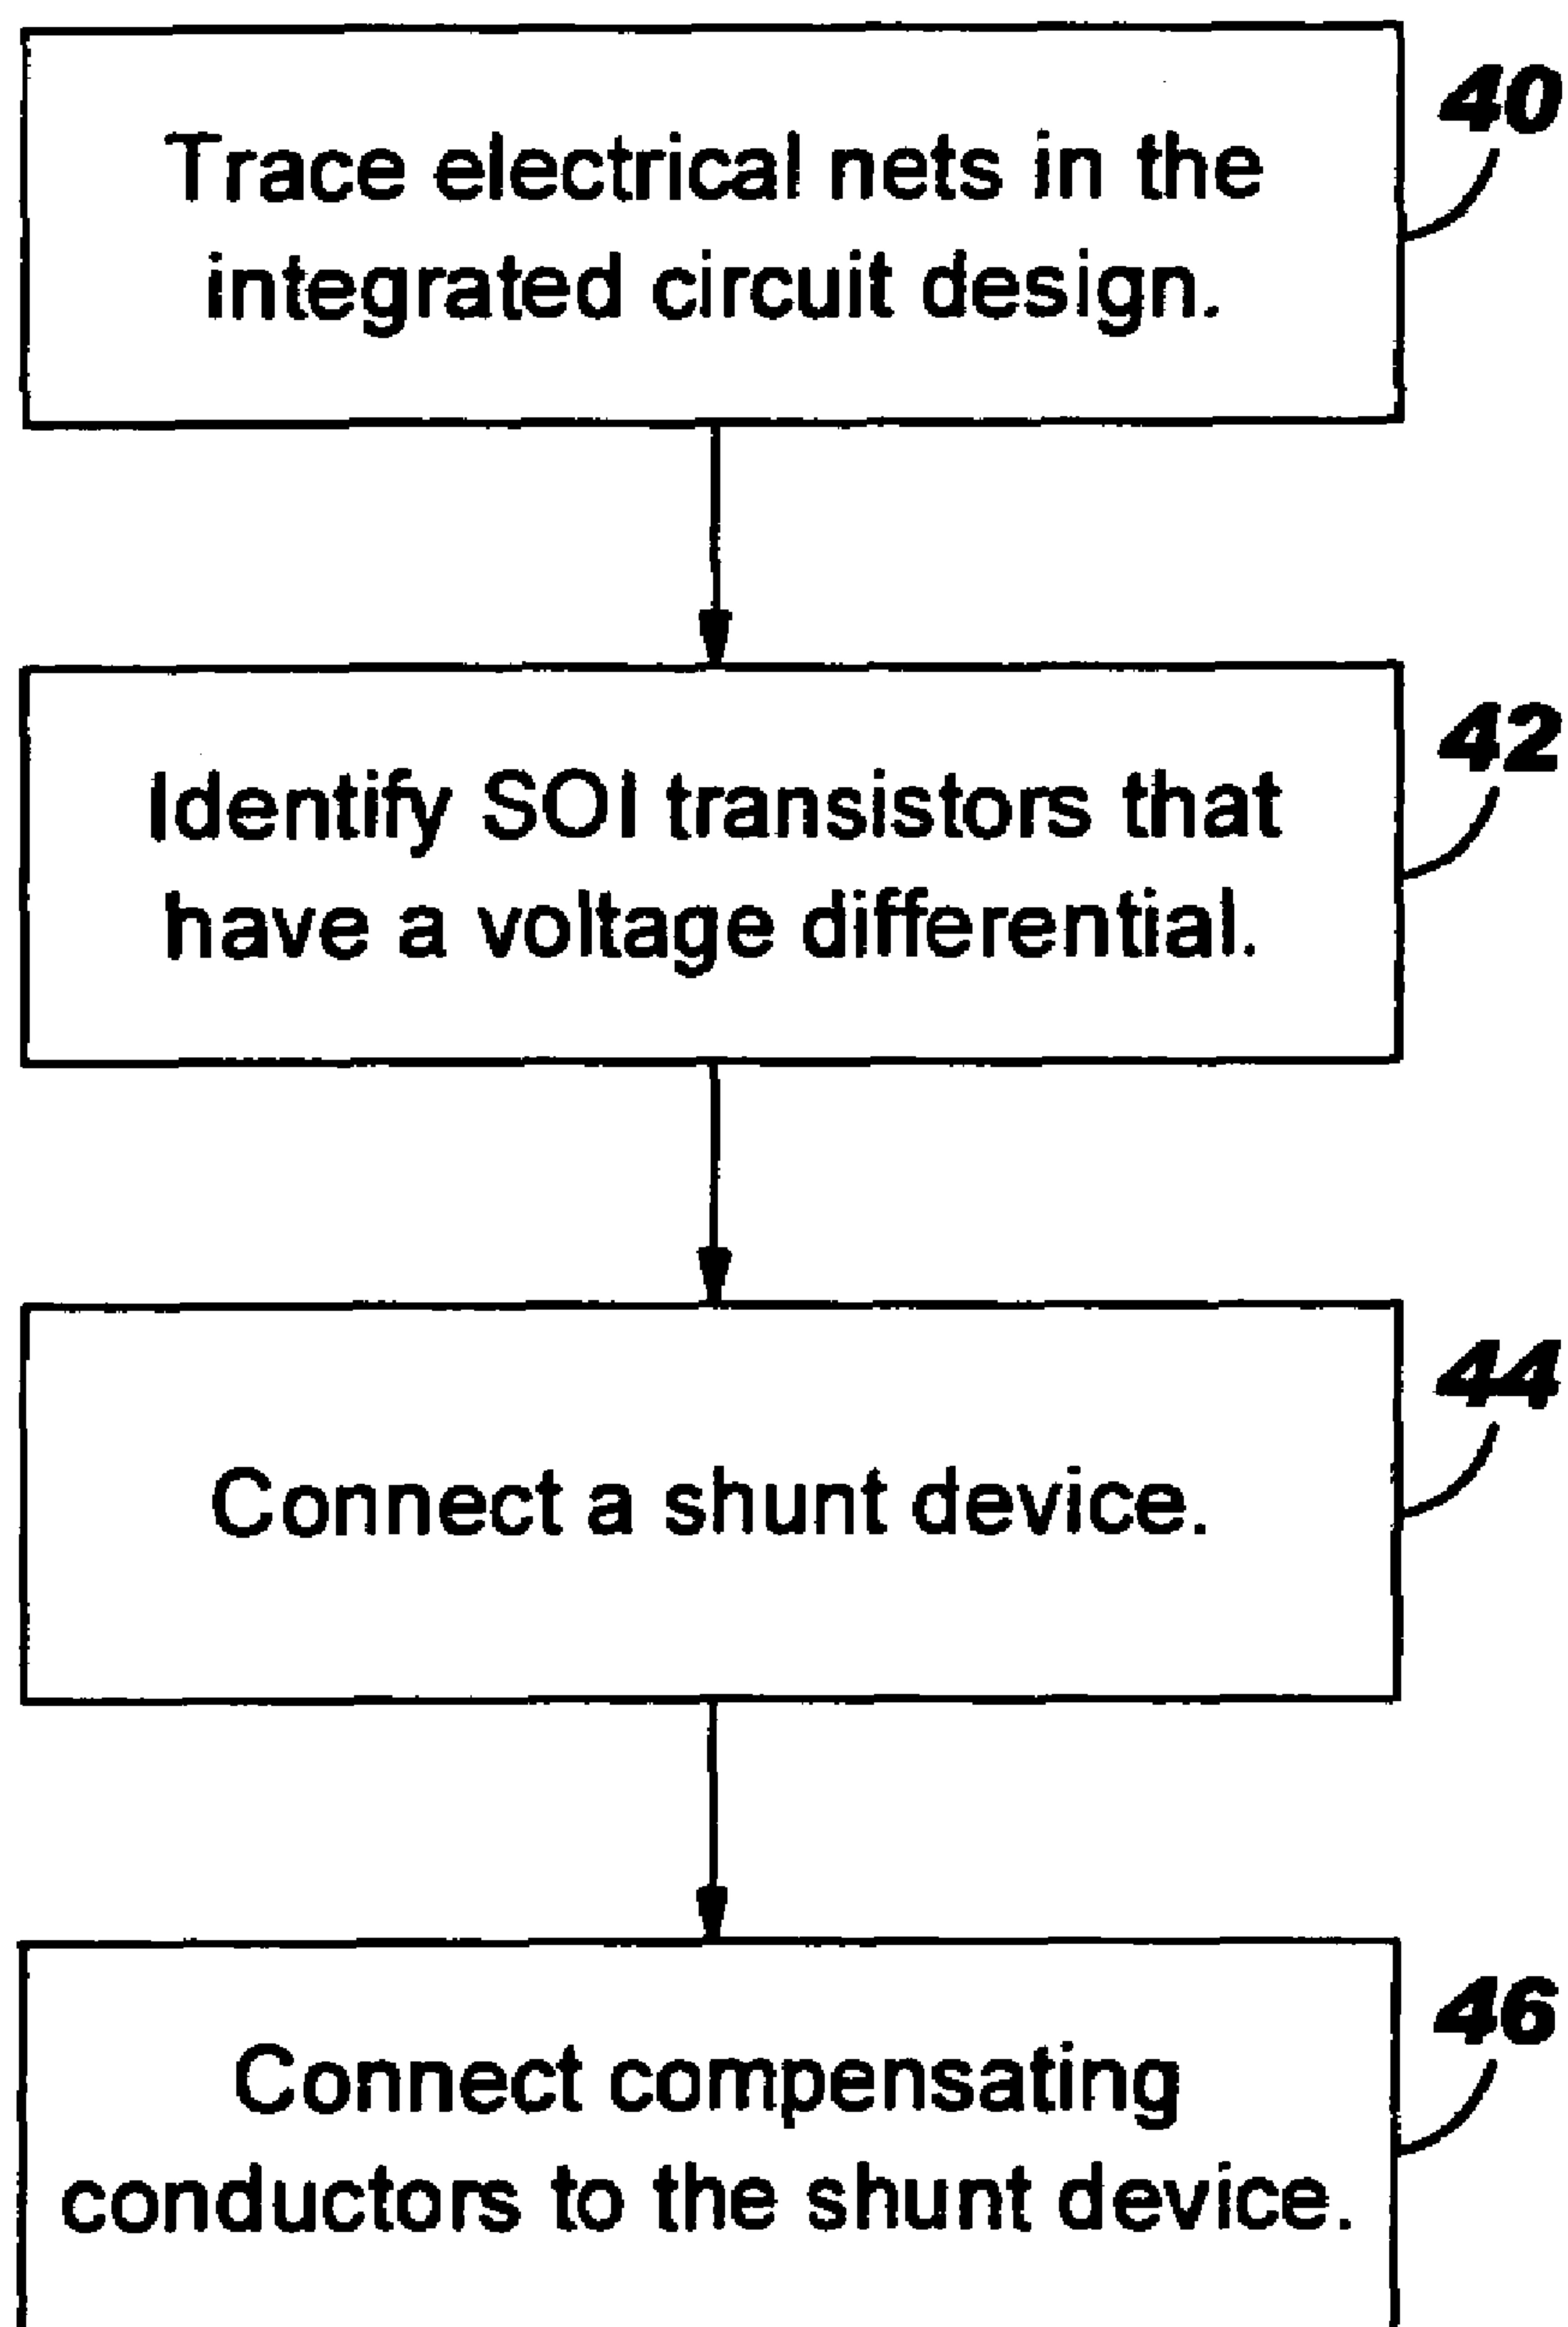 40
Trace electrical nets in the
integrated circuit design.
42
Identify SOI transistors that
have a voltage differential.
44
Connect a shunt device.
46
Connect compensating
conductors to the shunt device.